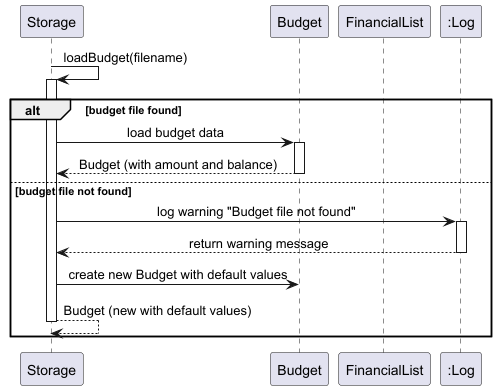 Storage Budget FinancialList :Log
loadBudget(filename)
alt [budget file found]
load budget data
Budget (with amount and balance)
[budget file not found]
log warning "Budget file not found"
return warning message
create new Budget with default values
Budget (new with default values)
Storage Budget FinancialList :Log